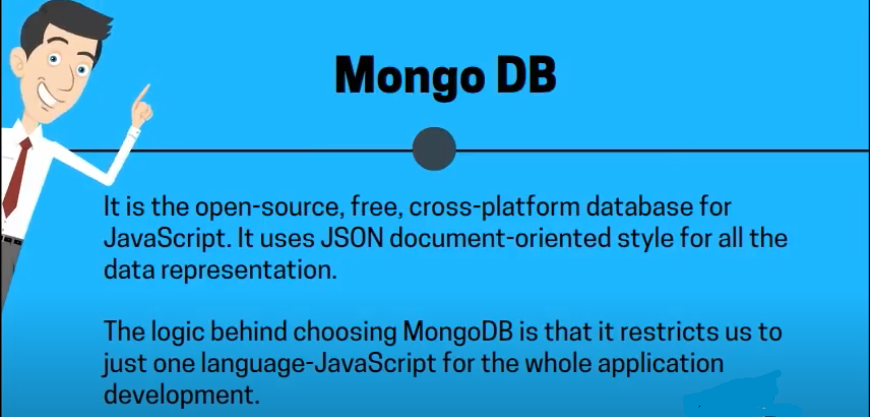 Mongo DB
It is the open-source, free, cross-platform database for
JavaScript. It uses JSON document-oriented style for all the
data representation.
The logic behind choosing MongoDB is that it restricts us to
just one language-JavaScript for the whole application
development.